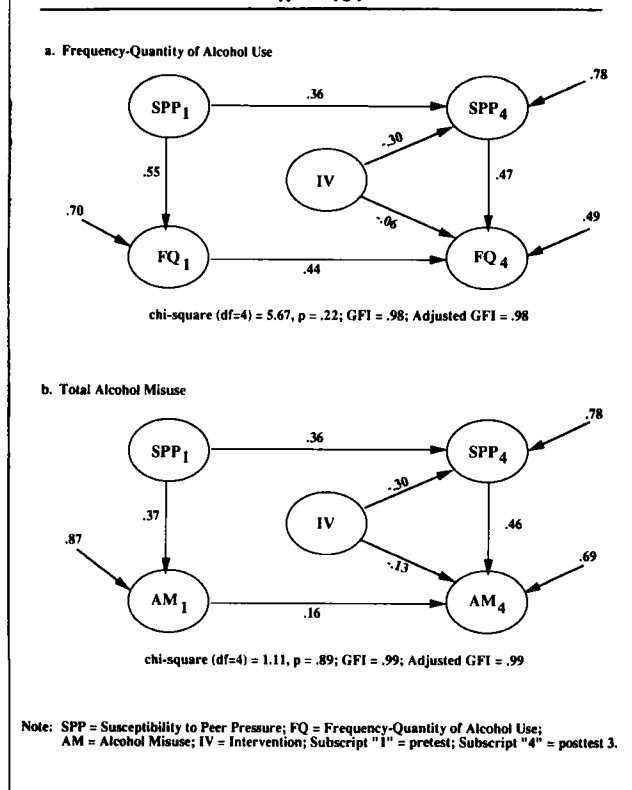 a. Frequency-Quantity of Alcohol Use
.78
SPP1 .36 SPP4
-.30
.55 IV .47
.70 -.06 .49
FQ1 .44 FQ4
chi-square (df=4) = 5.67, p = .22; GFI = .98; Adjusted GFI = .98
b. Total Alcohol Misuse
.78
SPP1 .36 SPP4
-.30
.37 IV .46
.87 -.13 .69
AM1 .16 AM4
chi-square (df=4) = 1.11, p = .89; GFI = .99; Adjusted GFI = .99
Note: SPP = Susceptibility to Peer Pressure; FQ = Frequency-Quantity of Alcohol Use;
AM = Alcohol Misuse; IV = Intervention; Subscript "1" = pretest; Subscript "4" = posttest 3.